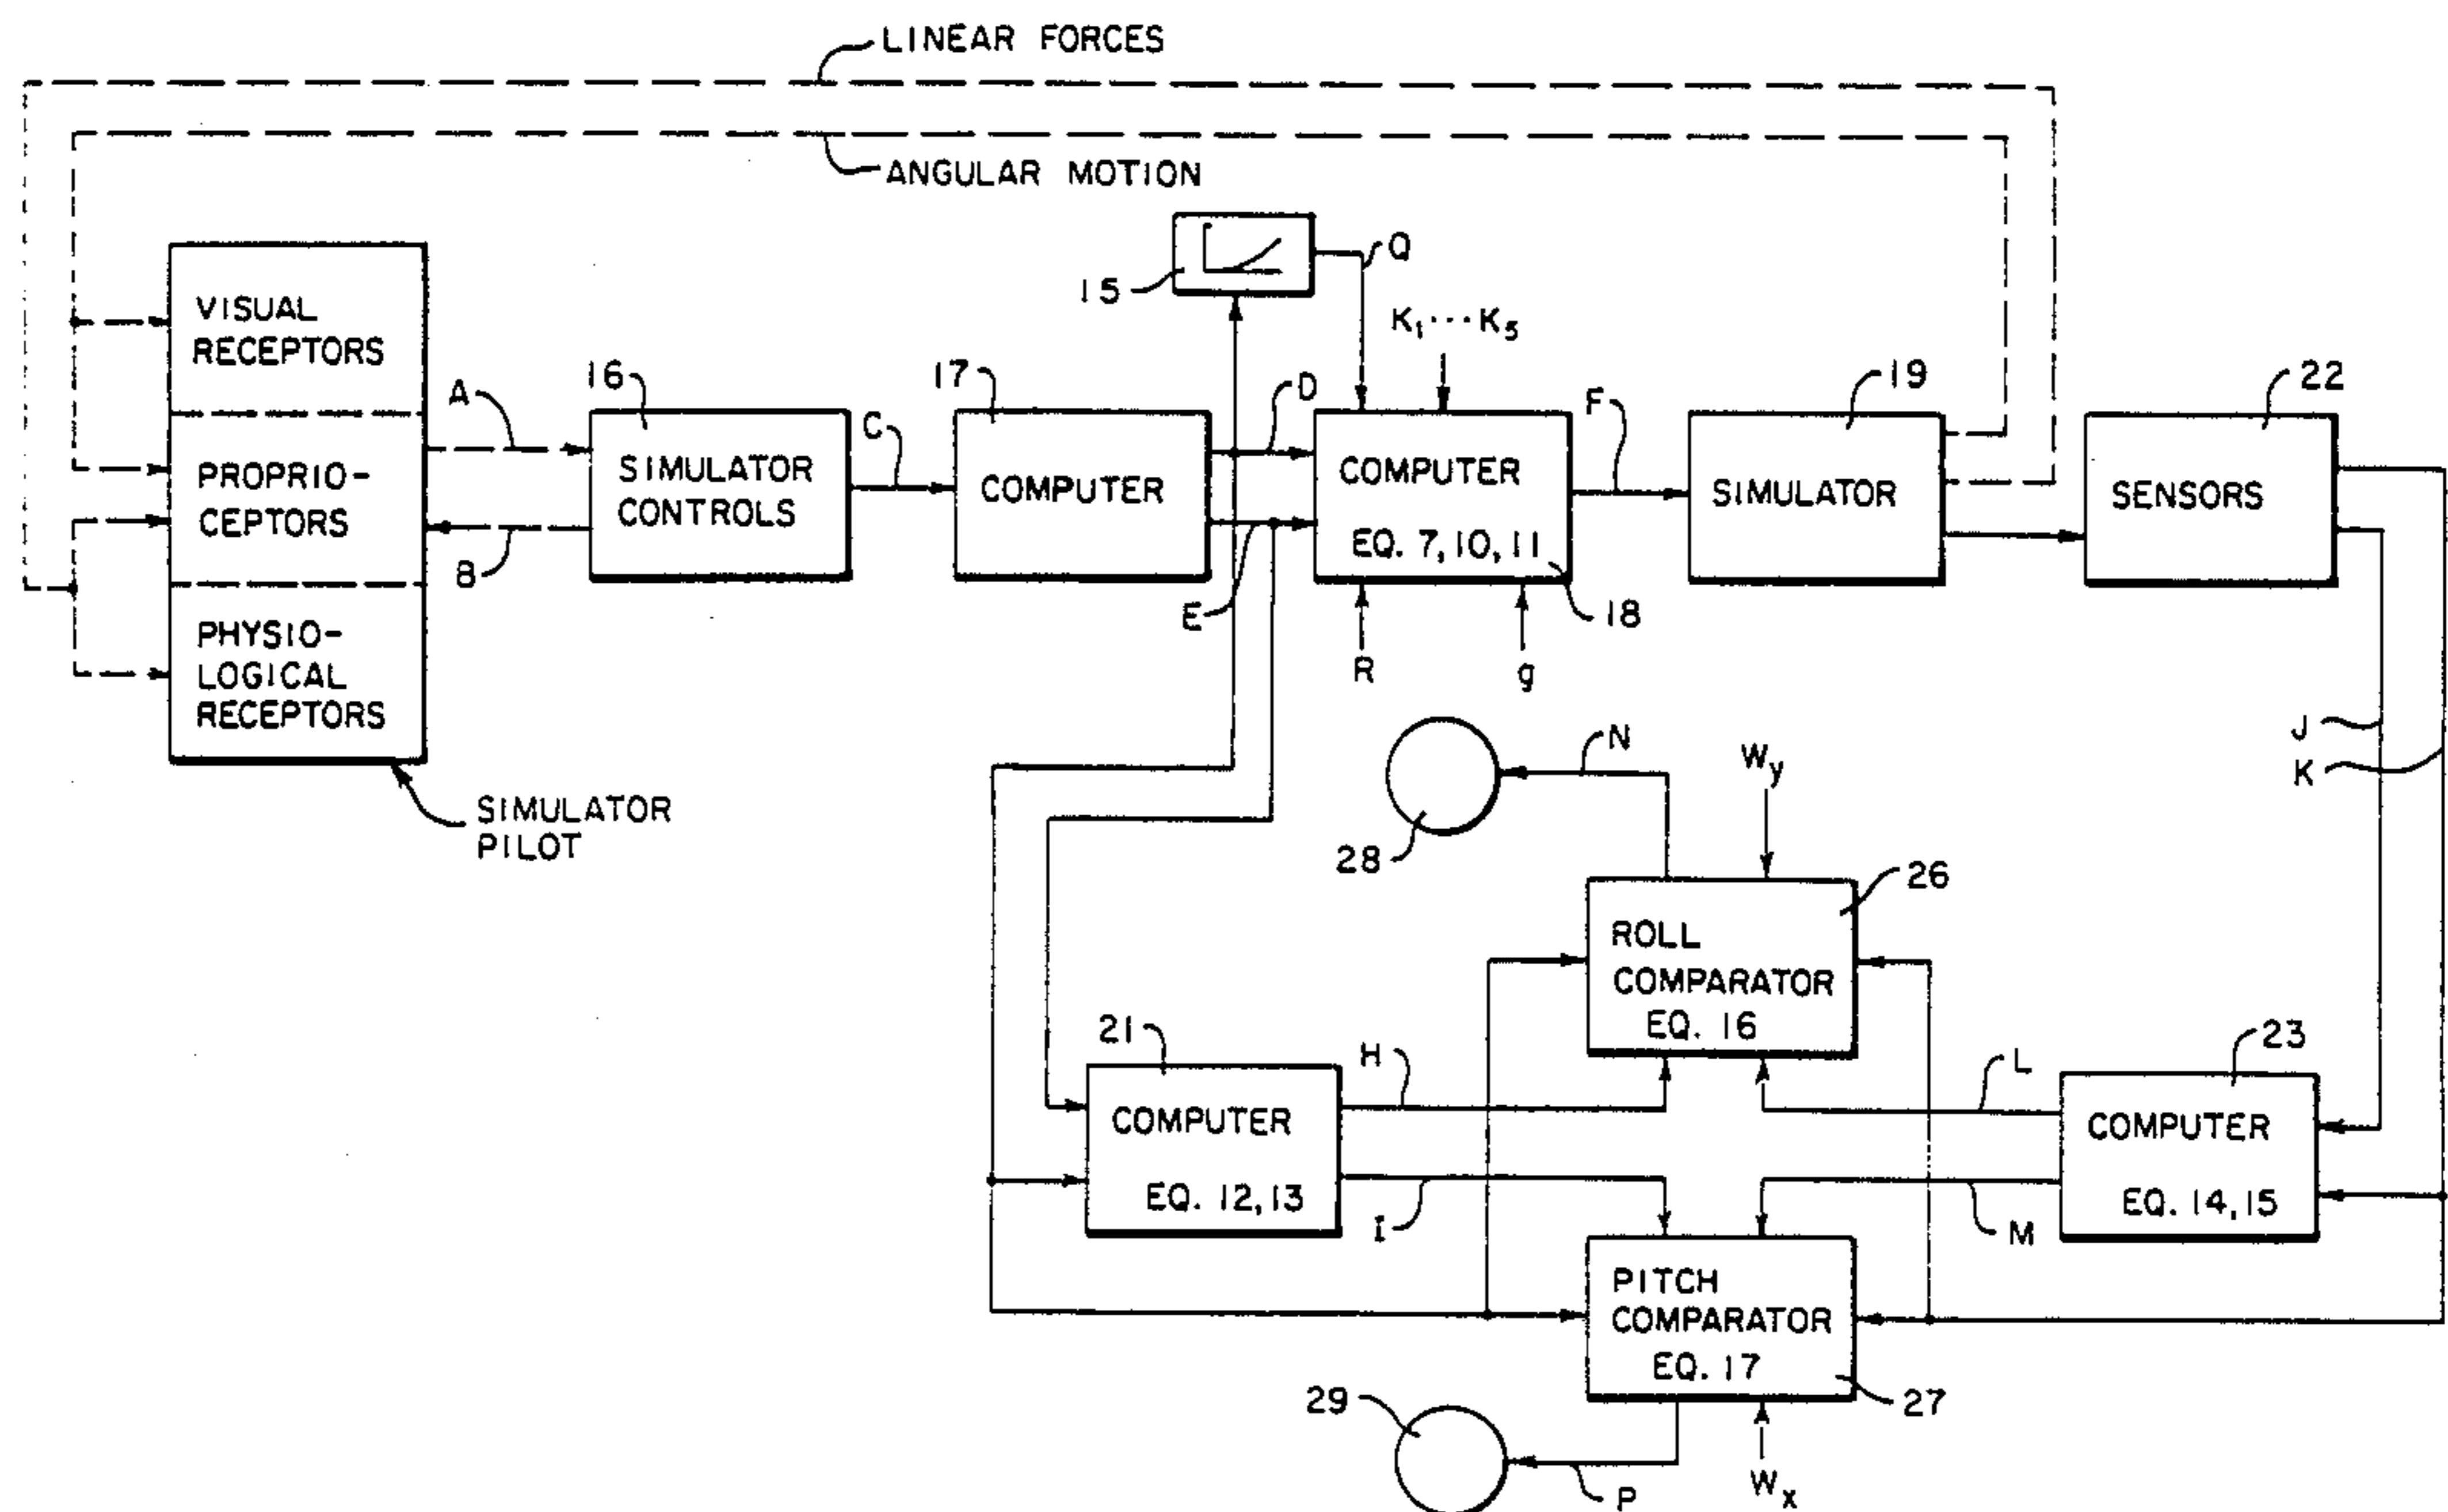 LINEAR FORCES
ANGULAR MOTION
15
Q
K₁ ··· K₅
VISUAL
RECEPTORS
PROPRIO-
CEPTORS
PHYSIO-
LOGICAL
RECEPTORS
SIMULATOR
PILOT
A
B
16
SIMULATOR
CONTROLS
C
17
COMPUTER
D
E
COMPUTER
EQ. 7, 10, 11
18
R
g
F
19
SIMULATOR
22
SENSORS
J
K
N
28
Wy
26
ROLL
COMPARATOR
EQ. 16
21
COMPUTER
EQ. 12, 13
H
I
L
M
23
COMPUTER
EQ. 14, 15
PITCH
COMPARATOR
EQ. 17
27
29
P
Wx